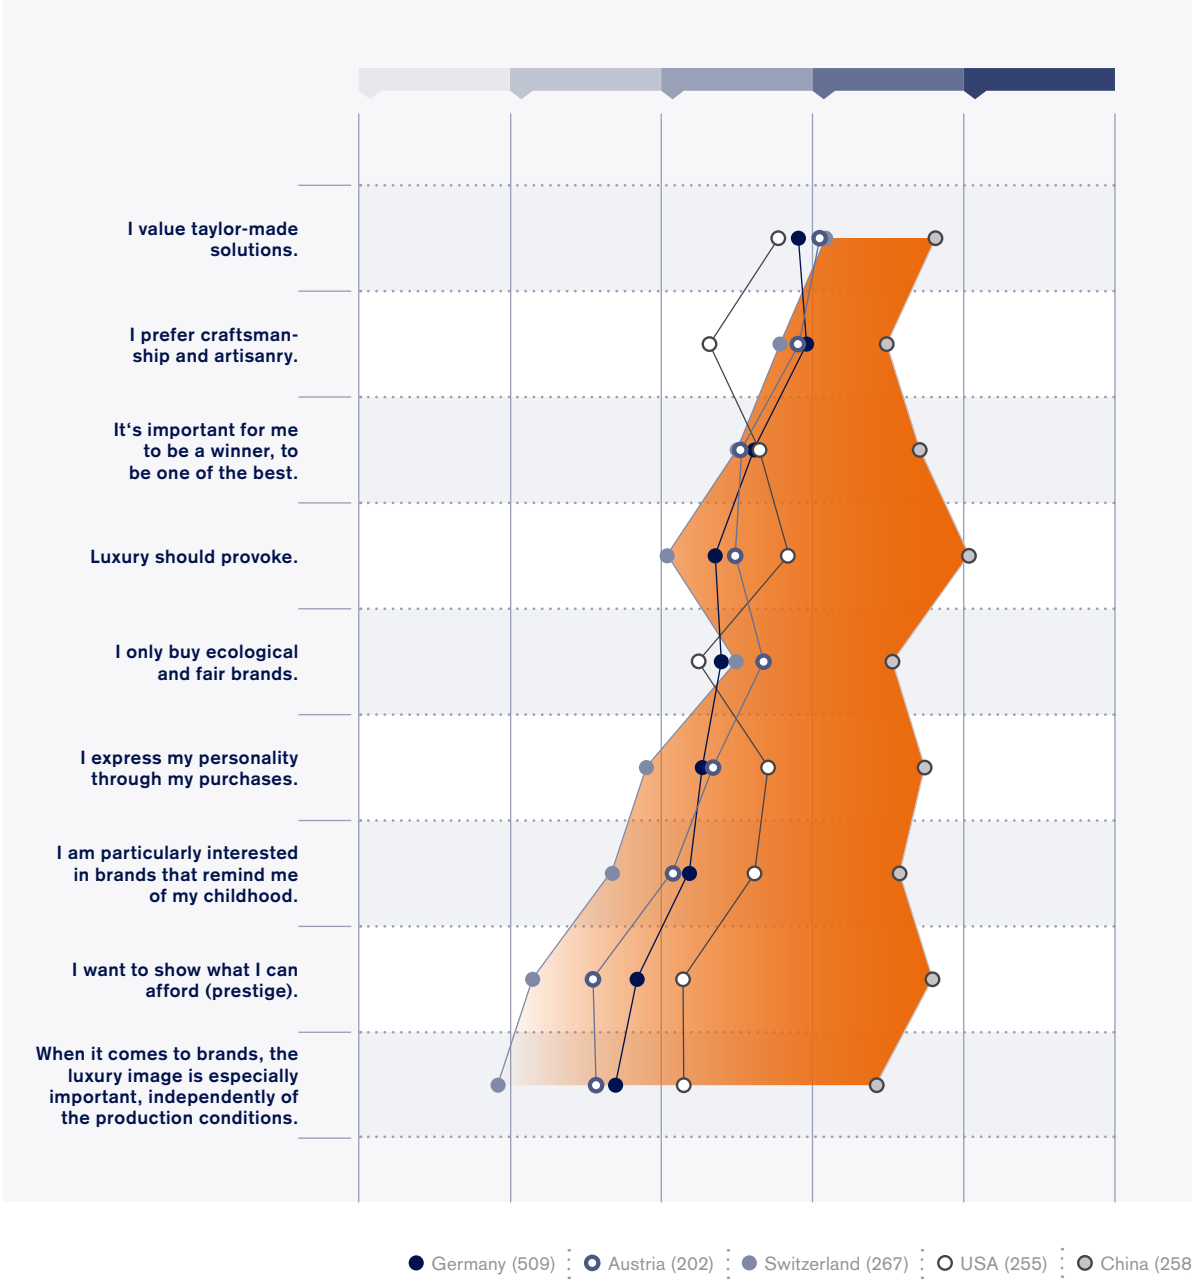 I value taylor-made
solutions.
I prefer craftsman-
ship and artisanry.
It‘s important for me
to be a winner, to
be one of the best.
Luxury should provoke.
I only buy ecological
and fair brands.
I express my personality
through my purchases.
I am particularly interested
in brands that remind me
of my childhood.
I want to show what I can
afford (prestige).
When it comes to brands, the
luxury image is especially
important, independently of
the production conditions.
Germany (509) Austria (202) Switzerland (267) USA (255) China (258